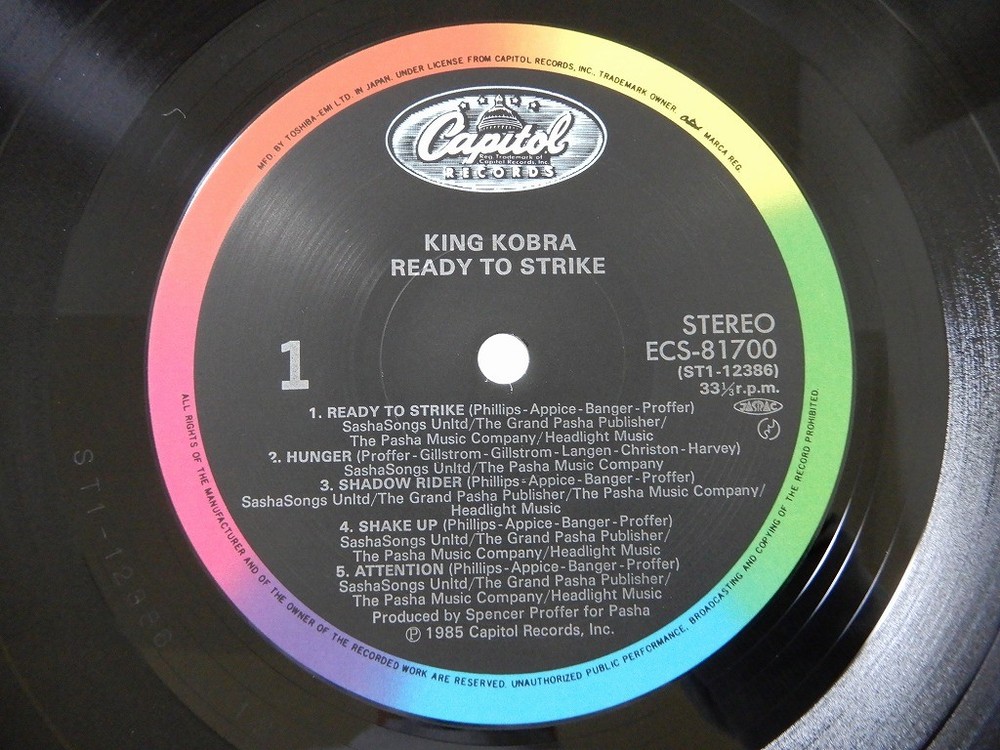 MFD. BY TOSHIBA-EMI LTD. IN JAPAN. UNDER LICENSE FROM CAPITOL RECORDS, INC., TRADEMARK OWNER. MARCA REG.
Capitol
Reg. Trademark of
Capitol Records, Inc.
RECORDS
KING KOBRA
READY TO STRIKE
STEREO
ECS-81700
(ST1-12386)
33⅓r.p.m.
JASRAC
1
1. READY TO STRIKE (Phillips-Appice-Banger-Proffer)
SashaSongs Unltd/The Grand Pasha Publisher/
The Pasha Music Company/Headlight Music
2. HUNGER (Proffer-Gillstrom-Gillstrom-Langen-Christon-Harvey)
SashaSongs Unltd/The Pasha Music Company
3. SHADOW RIDER (Phillips-Appice-Banger-Proffer)
SashaSongs Unltd/The Grand Pasha Publisher/The Pasha Music Company/
Headlight Music
4. SHAKE UP (Phillips-Appice-Banger-Proffer)
SashaSongs Unltd/The Grand Pasha Publisher/
The Pasha Music Company/Headlight Music
5. ATTENTION (Phillips-Appice-Banger-Proffer)
SashaSongs Unltd/The Grand Pasha Publisher/
The Pasha Music Company/Headlight Music
Produced by Spencer Proffer for Pasha
℗ 1985 Capitol Records, Inc.
ALL RIGHTS OF THE MANUFACTURER AND OF THE OWNER OF THE RECORDED WORK ARE RESERVED. UNAUTHORIZED PUBLIC PERFORMANCE, BROADCASTING AND COPYING OF THE RECORD PROHIBITED.